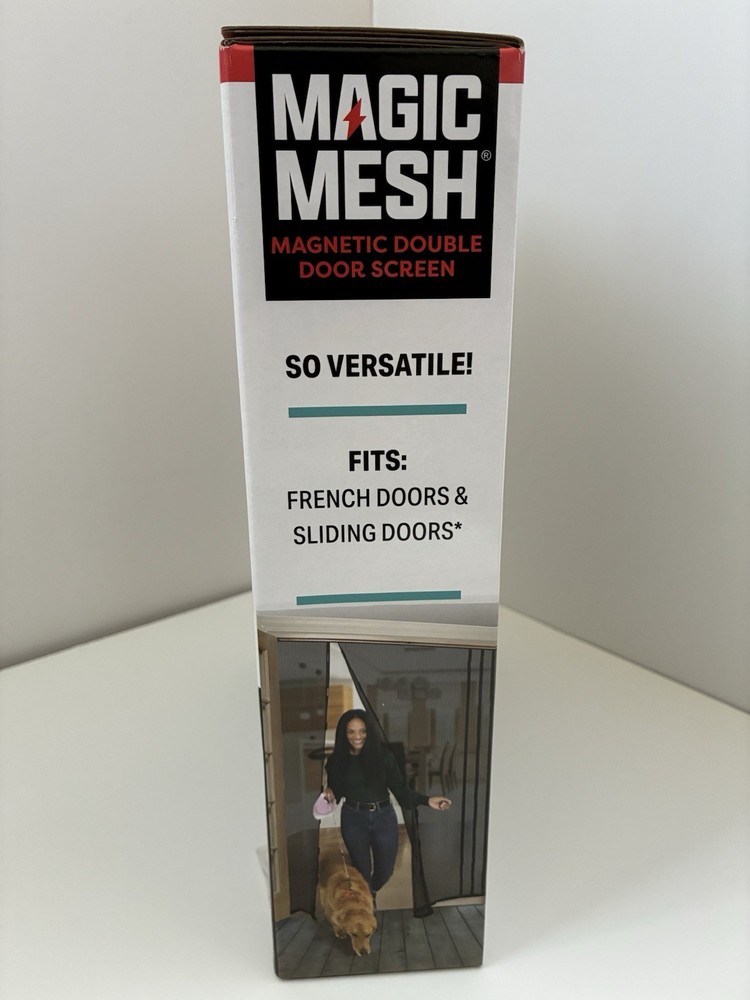 MAGIC
MESH®
MAGNETIC DOUBLE
DOOR SCREEN
SO VERSATILE!
FITS:
FRENCH DOORS &
SLIDING DOORS*